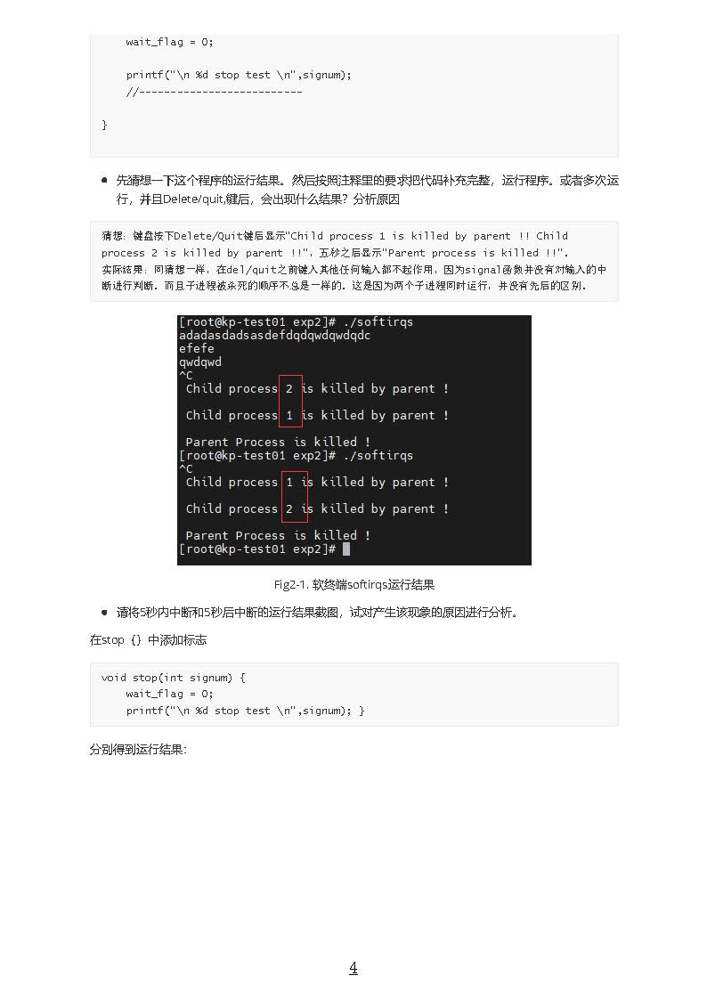 wait_flag = 0;
printf("\n %d stop test \n",signum);
//--------------------------
}
先猜想一下这个程序的运行结果。然后按照注释里的要求把代码补充完整，运行程序。或者多次运
行，并且Delete/quit,键后，会出现什么结果？分析原因
猜想：键盘按下Delete/Quit键后显示"Child process 1 is killed by parent !! Child
process 2 is killed by parent !!"，五秒之后显示"Parent process is killed !!".
实际结果：同猜想一样，在del/quit之前键入其他任何输入都不起作用，因为signal函数并没有对输入的中
断进行判断。而且子进程被杀死的顺序不总是一样的。这是因为两个子进程同时运行，并没有先后的区别.
[root@kp-test01 exp2]# ./softirqs
adadasdadsasdefdqdqwdqwdqdc
efefe
qwdqwd
^C
Child process 2 is killed by parent !
Child process 1 is killed by parent !
Parent Process is killed !
[root@kp-test01 exp2]# ./softirqs
^C
Child process 1 is killed by parent !
Child process 2 is killed by parent !
Parent Process is killed !
[root@kp-test01 exp2]#
Fig2-1. 软终端softirqs运行结果
请将5秒内中断和5秒后中断的运行结果截图，试对产生该现象的原因进行分析。
在stop {} 中添加标志
void stop(int signum) {
wait_flag = 0;
printf("\n %d stop test \n",signum); }
分别得到运行结果：
4